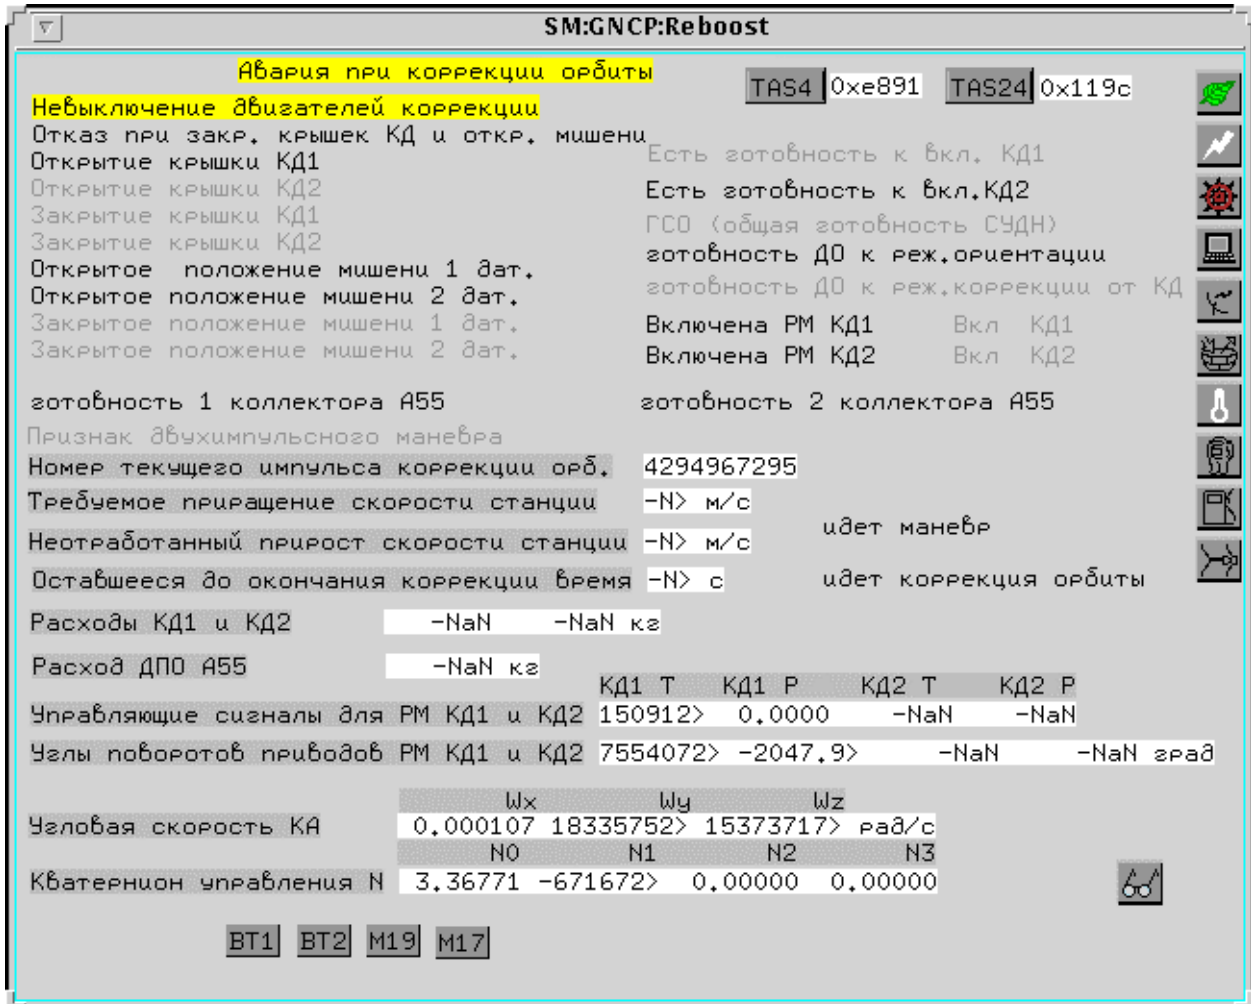 SM:GNCP:Reboost
Авария при коррекции орбиты
TAS4 0xe891 TAS24 0x119c
Невыключение двигателей коррекции
Отказ при закр. крышек КД и откр. мишени
Открытие крышки КД1
Есть готовность к вкл. КД1
Открытие крышки КД2
Есть готовность к вкл.КД2
Закрытие крышки КД1
ГСО (общая готовность СУДН)
Закрытие крышки КД2
готовность ДО к реж.ориентации
Открытое положение мишени 1 дат.
готовность ДО к реж.коррекции от КД
Открытое положение мишени 2 дат.
Закрытое положение мишени 1 дат.
Включена РМ КД1 Вкл КД1
Закрытое положение мишени 2 дат.
Включена РМ КД2 Вкл КД2
готовность 1 коллектора А55 готовность 2 коллектора А55
Признак двухимпульсного маневра
Номер текущего импульса коррекции орб. 4294967295
Требуемое приращение скорости станции -N> м/с
идет маневр
Неотработанный прирост скорости станции -N> м/с
Оставшееся до окончания коррекции время -N> с идет коррекция орбиты
Расходы КД1 и КД2 -NaN -NaN кг
Расход ДПО А55 -NaN кг
КД1 Т КД1 Р КД2 Т КД2 Р
Управляющие сигналы для РМ КД1 и КД2 150912> 0.0000 -NaN -NaN
Углы поворотов приводов РМ КД1 и КД2 7554072> -2047.9> -NaN -NaN град
Wx Wy Wz
Угловая скорость КА 0.000107 18335752> 15373717> рад/с
N0 N1 N2 N3
Кватернион управления N 3.36771 -671672> 0.00000 0.00000
ВТ1 ВТ2 М19 М17